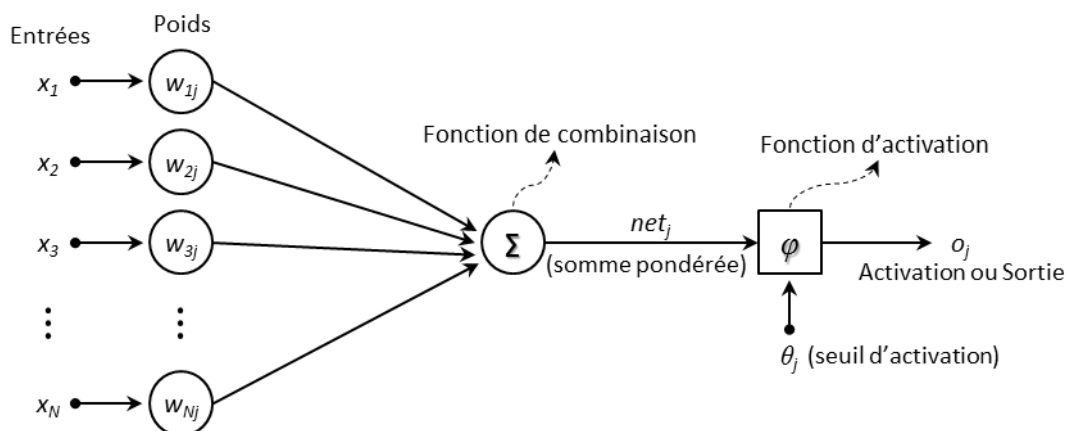 Poids
Entrées
x1 w1j
Fonction de combinaison
Fonction d’activation
x2 w2j
x3 w3j
Σ
netj
(somme pondérée)
φ
oj
Activation ou Sortie
⋮ ⋮
θj (seuil d’activation)
xN wNj